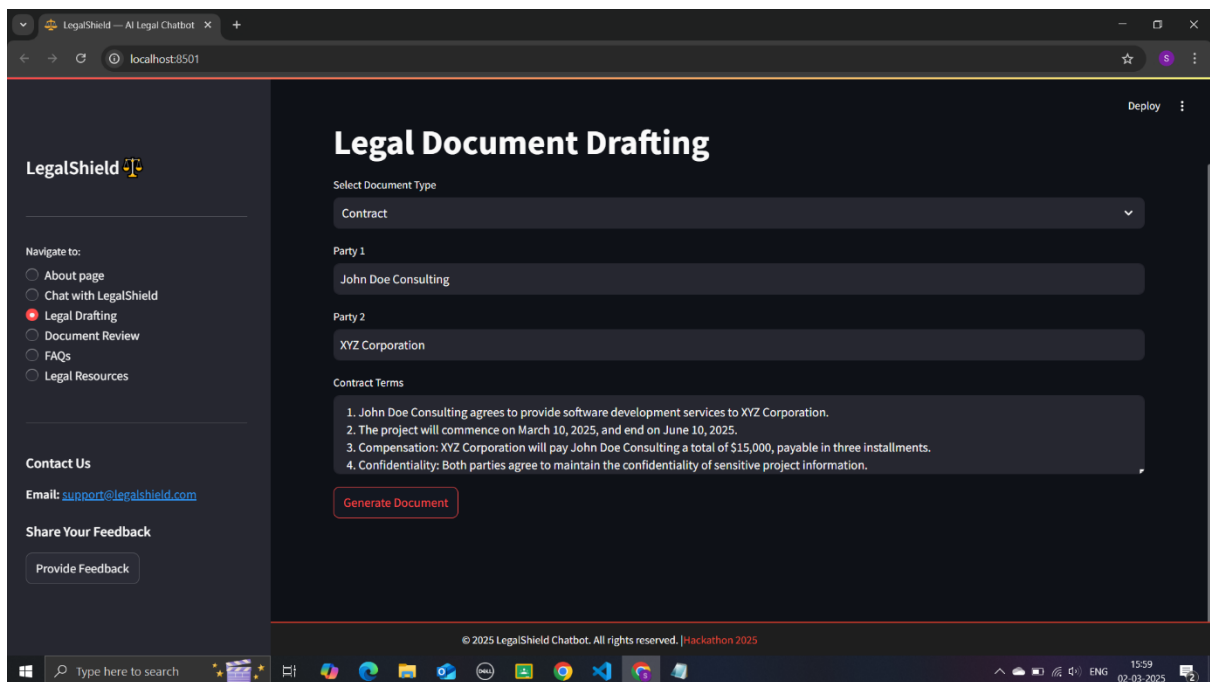 LegalShield — AI Legal Chatbot
localhost:8501
S
Deploy
LegalShield
Navigate to:
About page
Chat with LegalShield
Legal Drafting
Document Review
FAQs
Legal Resources
Contact Us
Email: support@legalshield.com
Share Your Feedback
Provide Feedback
Legal Document Drafting
Select Document Type
Contract
Party 1
John Doe Consulting
Party 2
XYZ Corporation
Contract Terms
1. John Doe Consulting agrees to provide software development services to XYZ Corporation.
2. The project will commence on March 10, 2025, and end on June 10, 2025.
3. Compensation: XYZ Corporation will pay John Doe Consulting a total of $15,000, payable in three installments.
4. Confidentiality: Both parties agree to maintain the confidentiality of sensitive project information.
Generate Document
© 2025 LegalShield Chatbot. All rights reserved. |Hackathon 2025
Type here to search
DELL
ENG
15:59
02-03-2025
2